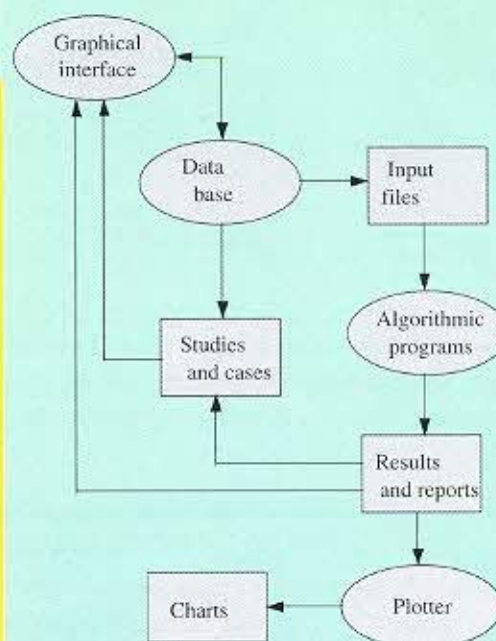 Graphical
interface
Data
base
Input
files
Studies
and cases
Algorithmic
programs
Results
and reports
Charts
Plotter